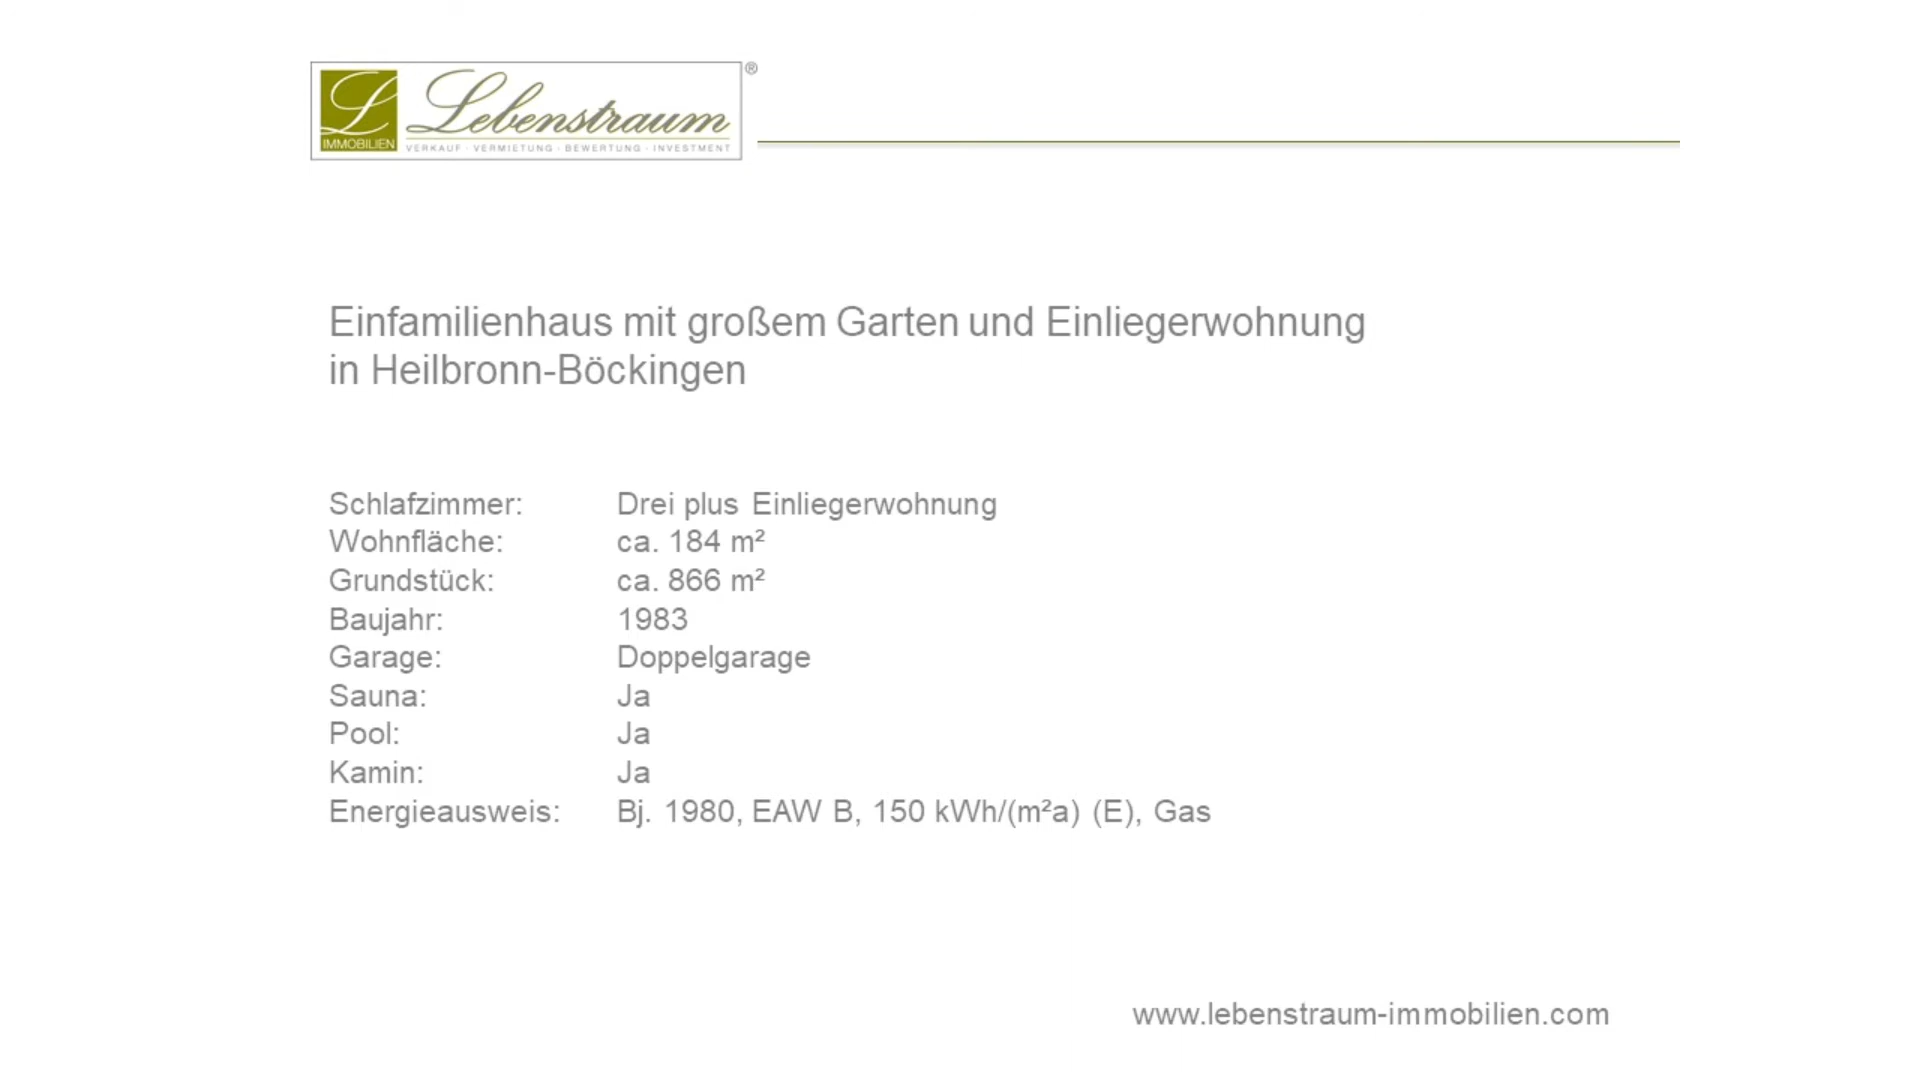 L Lebenstraum ®
IMMOBILIEN VERKAUF · VERMIETUNG · BEWERTUNG · INVESTMENT
Einfamilienhaus mit großem Garten und Einliegerwohnung
in Heilbronn-Böckingen
Schlafzimmer: Drei plus Einliegerwohnung
Wohnfläche: ca. 184 m²
Grundstück: ca. 866 m²
Baujahr: 1983
Garage: Doppelgarage
Sauna: Ja
Pool: Ja
Kamin: Ja
Energieausweis: Bj. 1980, EAW B, 150 kWh/(m²a) (E), Gas
www.lebenstraum-immobilien.com